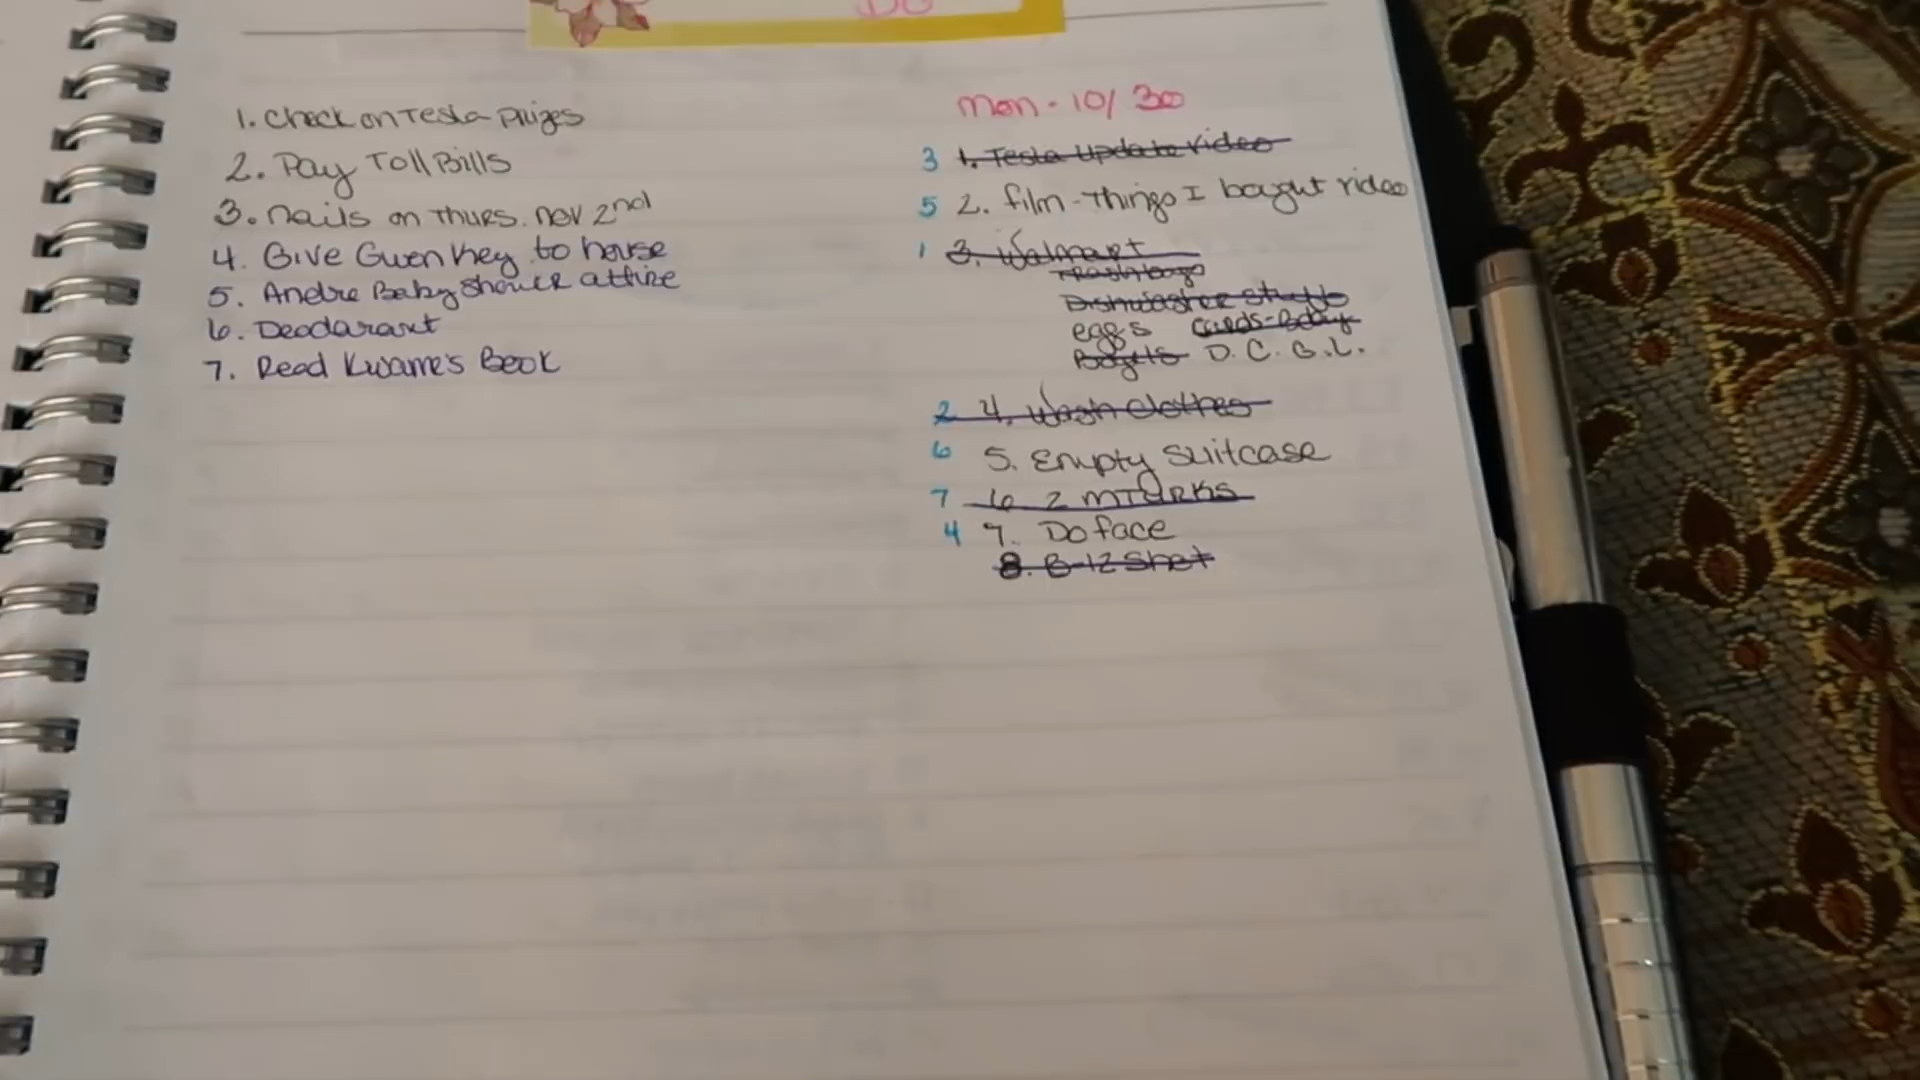 Do
1. Check on Tesla Prizes
2. Pay Toll Bills
3. Nails on Thurs. Nov 2nd
4. Give Gwen Key to house
5. Andre Baby Shower attire
6. Deodarant
7. Read Kwame's Book
Mon - 10/30
3 1. Tesla Update Video
5 2. Film - Things I bought video
1 3. Walmart
Trash bags
Dishwasher stuff
eggs Cards-Bday
Bagels D. C. G. L.
2 4. Wash Clothes
6 5. Empty Suitcase
7 6 2 MTURKS
4 7. Do face
8. B-12 Shot